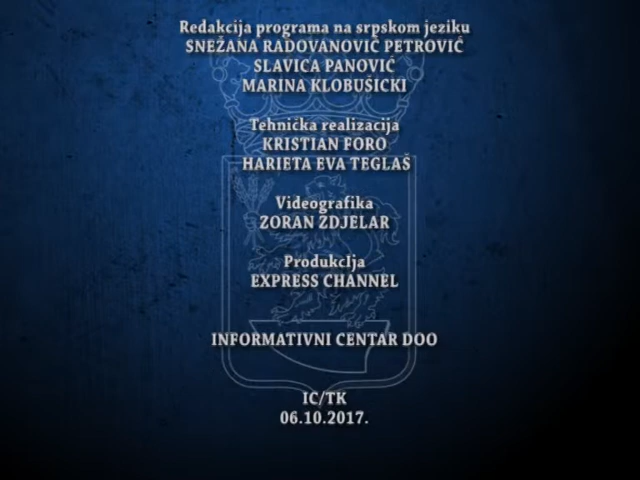 Redakcija programa na srpskom jeziku
SNEŽANA RADOVANOVIĆ PETROVIĆ
SLAVICA PANOVIĆ
MARINA KLOBUŠICKI
Tehnička realizacija
KRISTIAN FORO
HARIETA EVA TEGLAŠ
Videografika
ZORAN ZDJELAR
ProdukcIja
EXPRESS CHANNEL
INFORMATIVNI CENTAR DOO
IC/TK
06.10.2017.